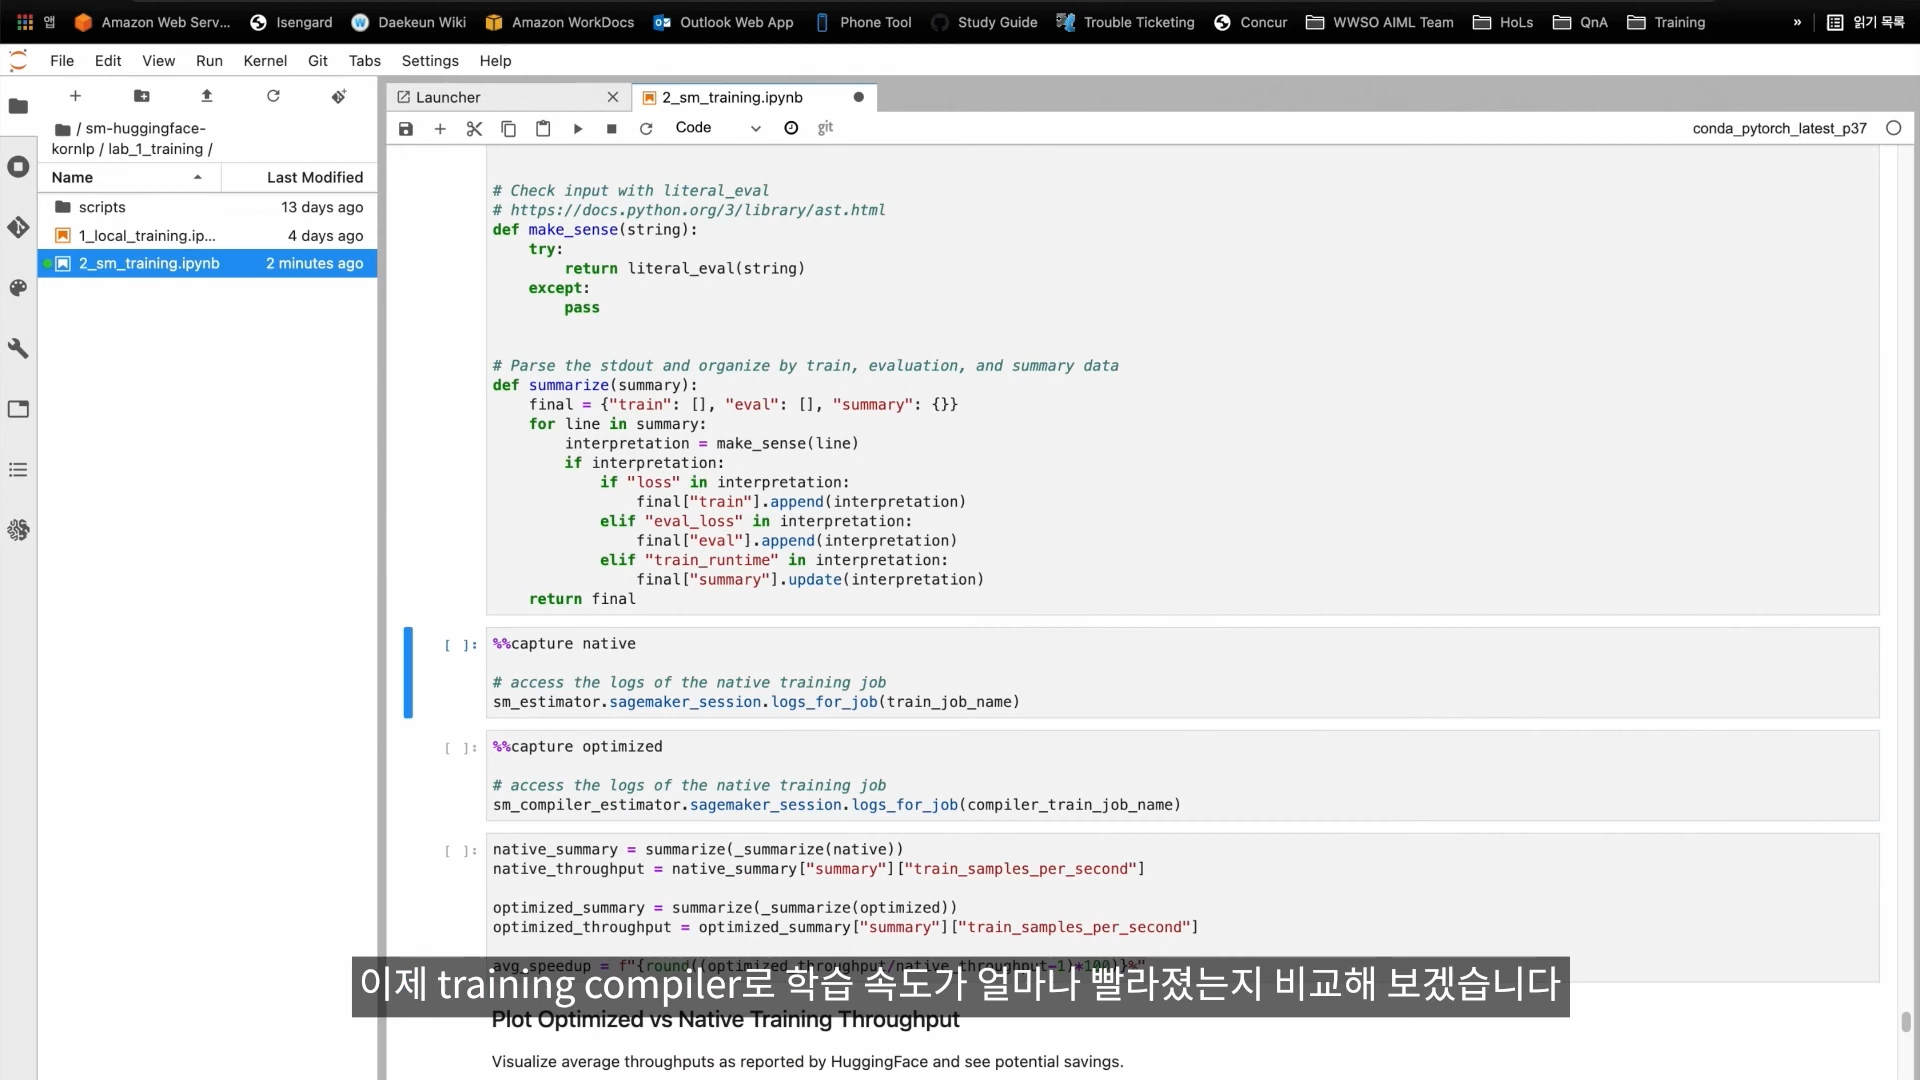 앱 Amazon Web Serv... Isengard Daekeun Wiki Amazon WorkDocs Outlook Web App Phone Tool Study Guide Trouble Ticketing Concur WWSO AIML Team HoLs QnA Training » 읽기 목록
File Edit View Run Kernel Git Tabs Settings Help
Launcher 2_sm_training.ipynb
Code git conda_pytorch_latest_p37
/ sm-huggingface-
kornlp / lab_1_training /
Name Last Modified
scripts 13 days ago
1_local_training.ip... 4 days ago
2_sm_training.ipynb 2 minutes ago
# Check input with literal_eval
# https://docs.python.org/3/library/ast.html
def make_sense(string):
try:
return literal_eval(string)
except:
pass
# Parse the stdout and organize by train, evaluation, and summary data
def summarize(summary):
final = {"train": [], "eval": [], "summary": {}}
for line in summary:
interpretation = make_sense(line)
if interpretation:
if "loss" in interpretation:
final["train"].append(interpretation)
elif "eval_loss" in interpretation:
final["eval"].append(interpretation)
elif "train_runtime" in interpretation:
final["summary"].update(interpretation)
return final
[ ]: %%capture native
# access the logs of the native training job
sm_estimator.sagemaker_session.logs_for_job(train_job_name)
[ ]: %%capture optimized
# access the logs of the native training job
sm_compiler_estimator.sagemaker_session.logs_for_job(compiler_train_job_name)
[ ]: native_summary = summarize(_summarize(native))
native_throughput = native_summary["summary"]["train_samples_per_second"]
optimized_summary = summarize(_summarize(optimized))
optimized_throughput = optimized_summary["summary"]["train_samples_per_second"]
avg_speedup = f"{round((optimized_throughput/native_throughput-1)*100)}%"
이제 training compiler로 학습 속도가 얼마나 빨라졌는지 비교해 보겠습니다
Plot Optimized vs Native Training Throughput
Visualize average throughputs as reported by HuggingFace and see potential savings.